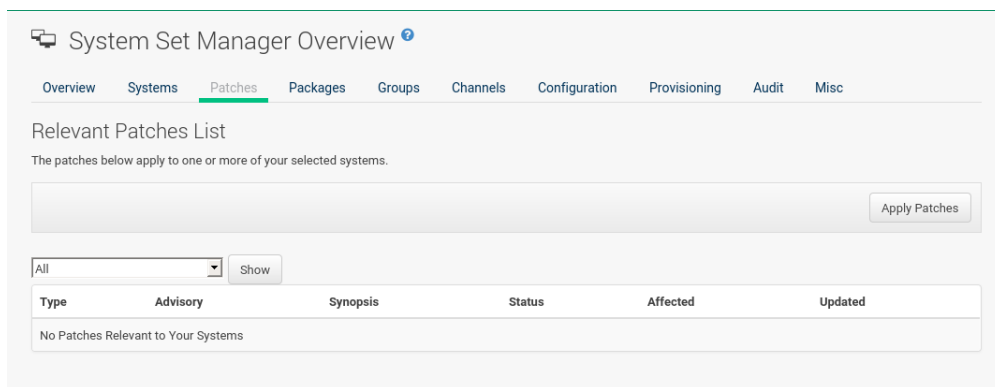 System Set Manager Overview ?
Overview Systems Patches Packages Groups Channels Configuration Provisioning Audit Misc
Relevant Patches List
The patches below apply to one or more of your selected systems.
Apply Patches
All Show
Type Advisory Synopsis Status Affected Updated
No Patches Relevant to Your Systems